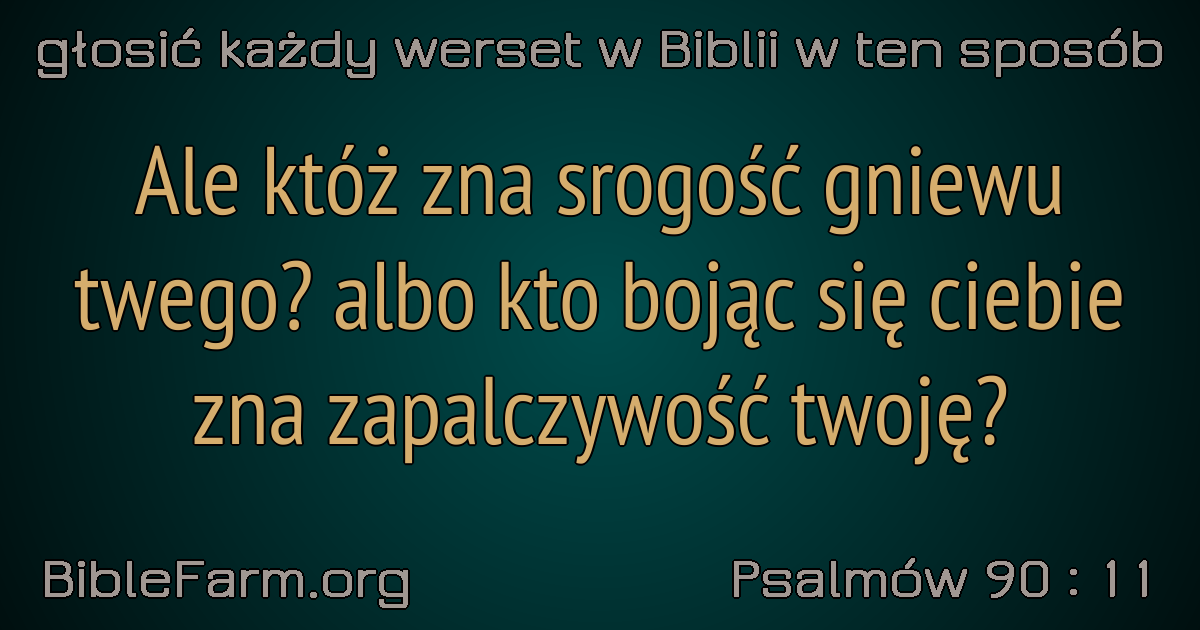 głosić każdy werset w Biblii w ten sposób
Ale któż zna srogość gniewu
twego? albo kto bojąc się ciebie
zna zapalczywość twoję?
BibleFarm.org
Psalmów 90 : 11